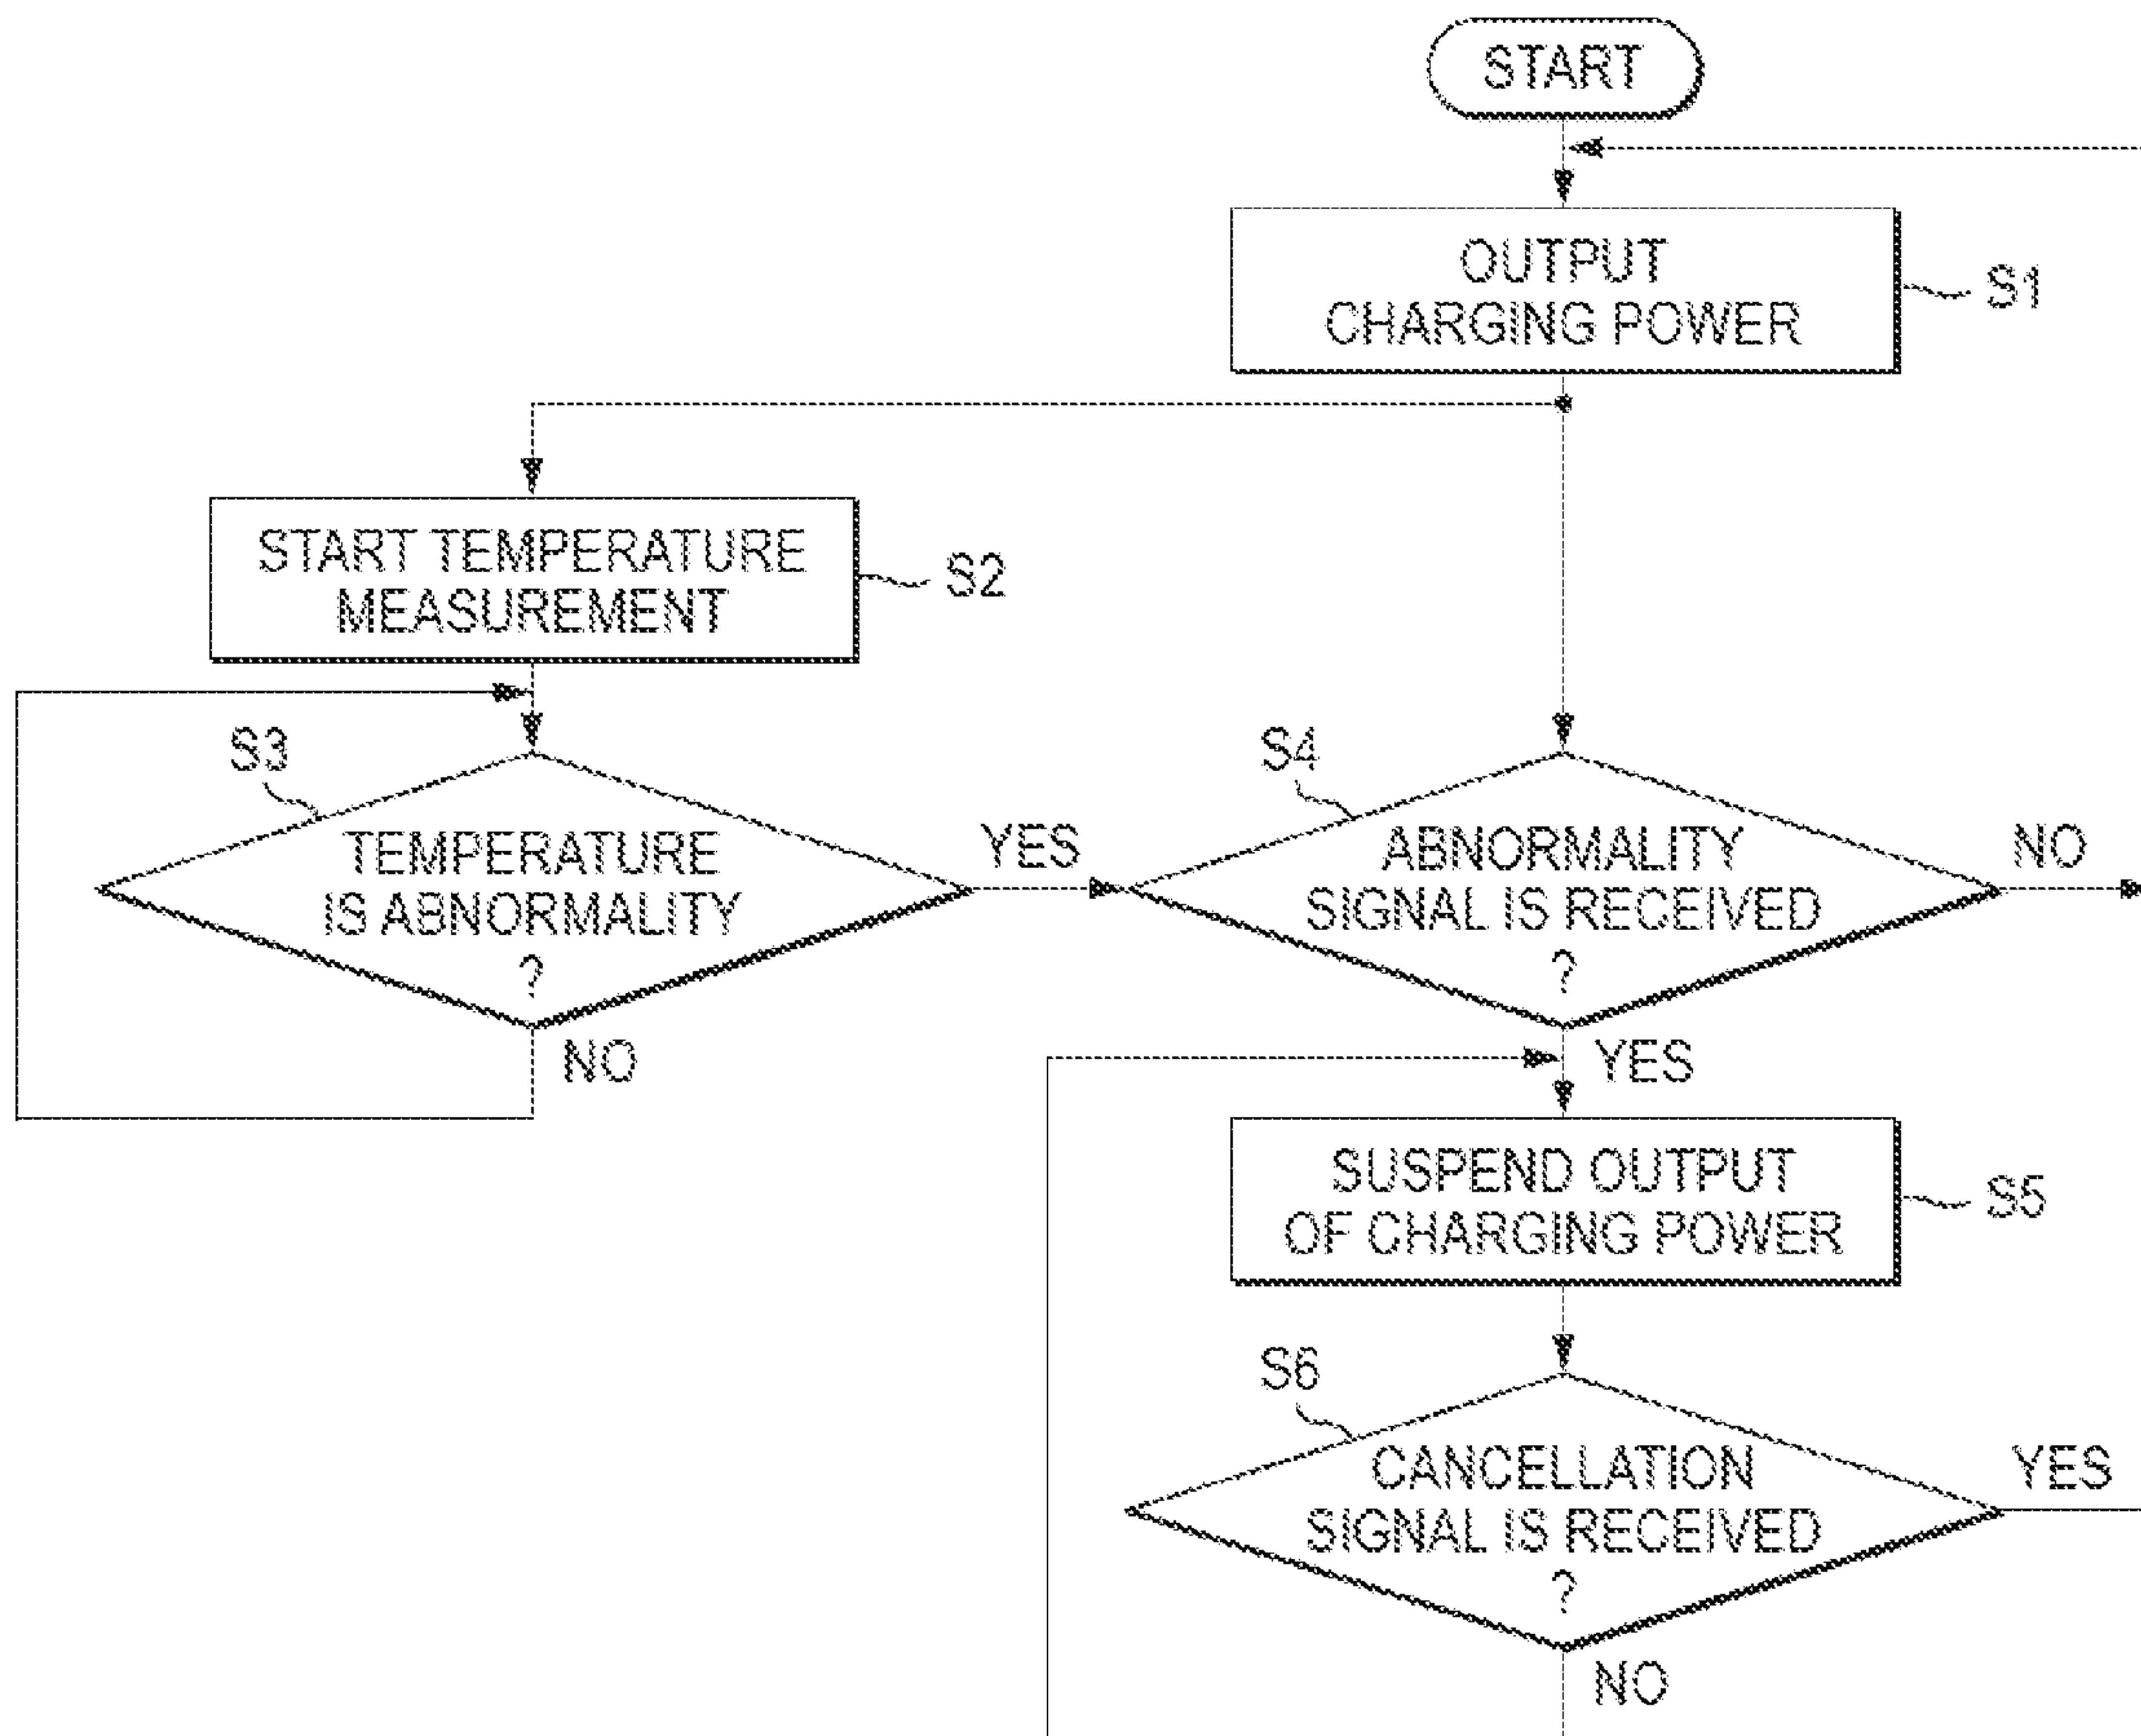 START
OUTPUT
CHARGING POWER
S1
START TEMPERATURE
MEASUREMENT
S2
S3
TEMPERATURE
IS ABNORMALITY
?
YES
NO
S4
ABNORMALITY
SIGNAL IS RECEIVED
?
NO
YES
SUSPEND OUTPUT
OF CHARGING POWER
S5
S6
CANCELLATION
SIGNAL IS RECEIVED
?
YES
NO